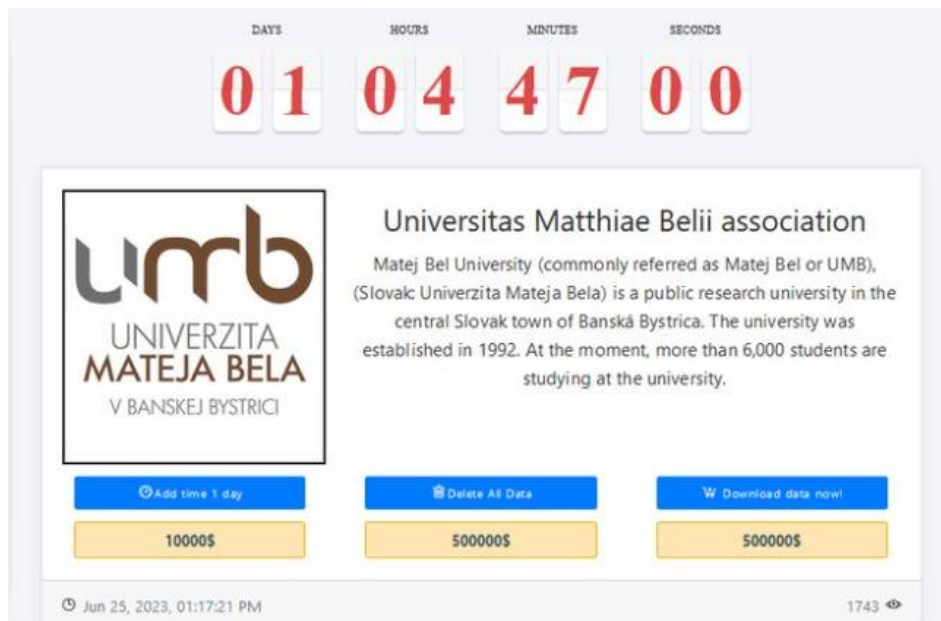 DAYS HOURS MINUTES SECONDS
01 04 47 00
umb
UNIVERZITA
MATEJA BELA
V BANSKEJ BYSTRICI
Universitas Matthiae Belii association
Matej Bel University (commonly referred as Matej Bel or UMB),
(Slovak: Univerzita Mateja Bela) is a public research university in the
central Slovak town of Banská Bystrica. The university was
established in 1992. At the moment, more than 6,000 students are
studying at the university.
Add time 1 day Delete All Data Download data now!
10000$ 500000$ 500000$
Jun 25, 2023, 01:17:21 PM 1743